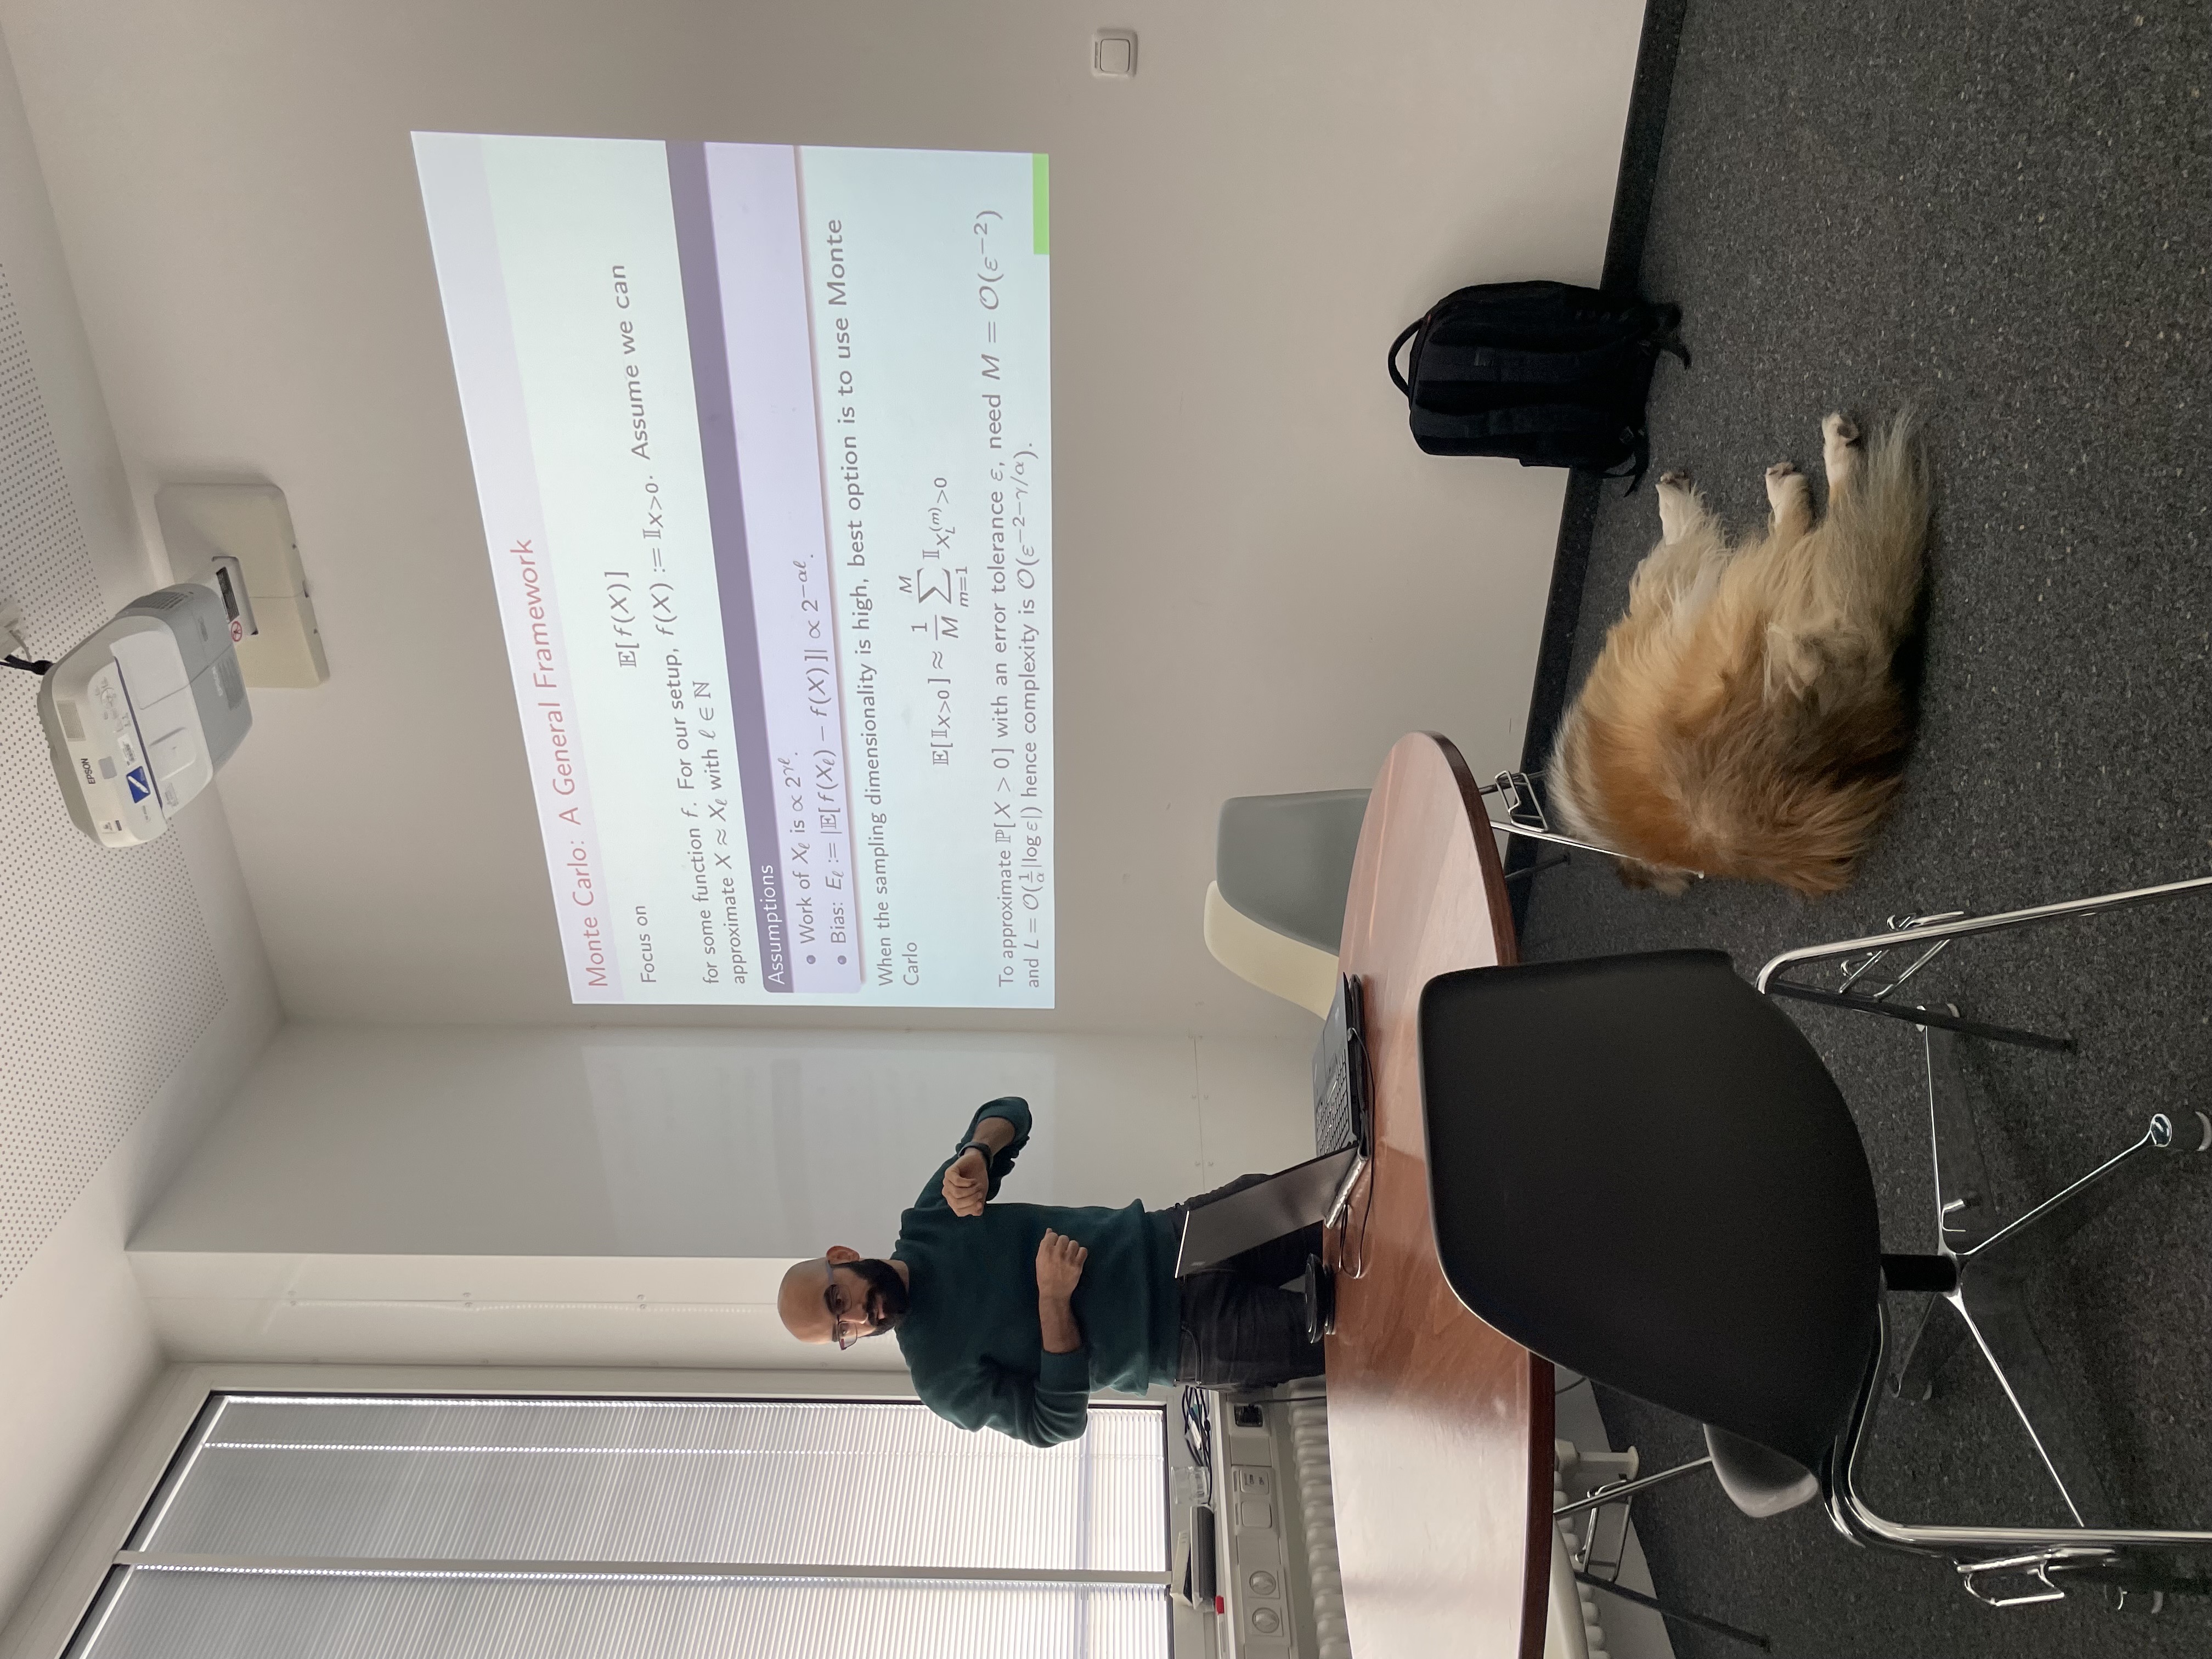 EPSON
Monte Carlo: A General Framework
Focus on
𝔼[f(X)]
for some function f. For our setup, f(X) := 𝕀_{X>0}. Assume we can
approximate X ≈ X_ℓ with ℓ ∈ ℕ
Assumptions
Work of X_ℓ is ∝ 2^{γℓ}.
Bias: E_ℓ := |𝔼[f(X_ℓ) − f(X)]| ∝ 2^{−αℓ}.
When the sampling dimensionality is high, best option is to use Monte
Carlo
𝔼[𝕀_{X>0}] ≈ \frac{1}{M} \sum_{m=1}^{M} 𝕀_{X_L^{(m)}>0}
To approximate ℙ[X > 0] with an error tolerance ε, need M = 𝒪(ε^{−2})
and L = 𝒪(\frac{1}{α}|log ε|) hence complexity is 𝒪(ε^{−2−γ/α}).